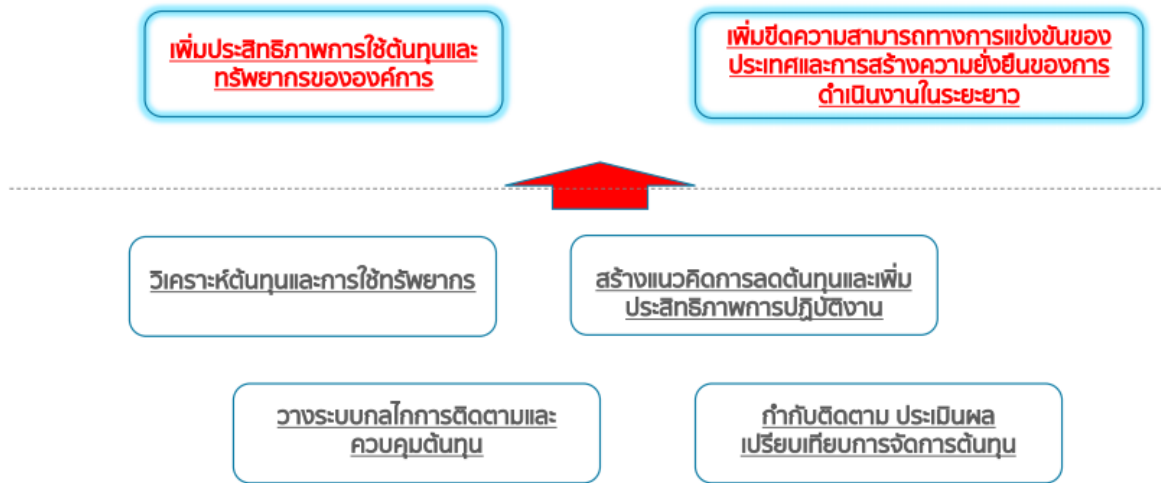 เพิ่มประสิทธิภาพการใช้ต้นทุนและ
ทรัพยากรขององค์การ
เพิ่มขีดความสามารถทางการแข่งขันของ
ประเทศและการสร้างความยั่งยืนของการ
ดำเนินงานในระยะยาว
วิเคราะห์ต้นทุนและการใช้ทรัพยากร
สร้างแนวคิดการลดต้นทุนและเพิ่ม
ประสิทธิภาพการปฏิบัติงาน
วางระบบกลไกการติดตามและ
ควบคุมต้นทุน
กำกับติดตาม ประเมินผล
เปรียบเทียบการจัดการต้นทุน